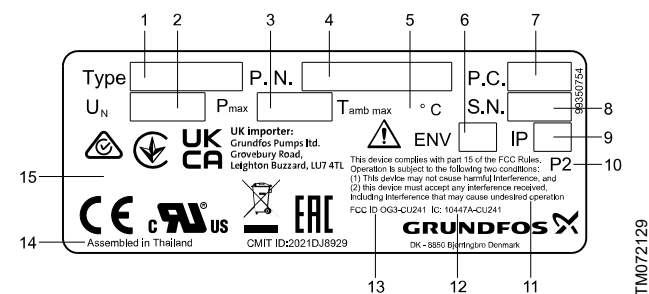 1 2 3 4 5 6 7
Type P. N. P.C.
UN Pmax Tamb max ° C S.N. 8
99350754
ENV IP 9
UK
CA
UK importer:
Grundfos Pumps ltd.
Grovebury Road,
Leighton Buzzard, LU7 4TL
This device complies with part 15 of the FCC Rules.
Operation is subject to the following two conditions:
(1) This device may not cause harmful Interference, and
(2) this device must accept any interference received,
Including Interference that may cause undesired operation
FCC ID OG3-CU241 IC: 10447A-CU241
P2 10
15
CE c RU US EAC
GRUNDFOS X
14 Assembled in Thailand
CMIT ID:2021DJ8929
DK - 8850 Bjerringbro Denmark
13 12 11
TM072129